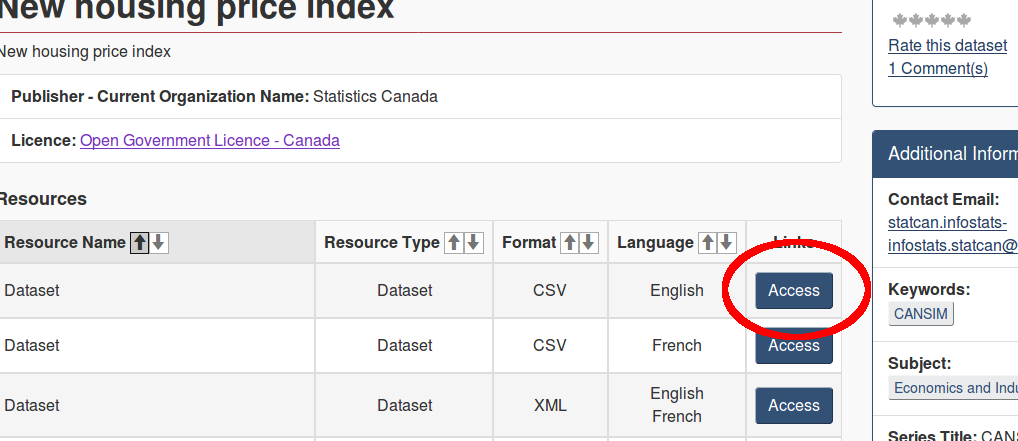 New housing price index
New housing price index
Publisher - Current Organization Name: Statistics Canada
Licence: Open Government Licence - Canada
Resources
Resource Name Resource Type Format Language Links
Dataset Dataset CSV English Access
Dataset Dataset CSV French Access
Dataset Dataset XML English French Access
Rate this dataset
1 Comment(s)
Additional Inform
Contact Email:
statcan.infostats-
infostats.statcan@
Keywords:
CANSIM
Subject:
Economics and Indu
Series Title: CANS